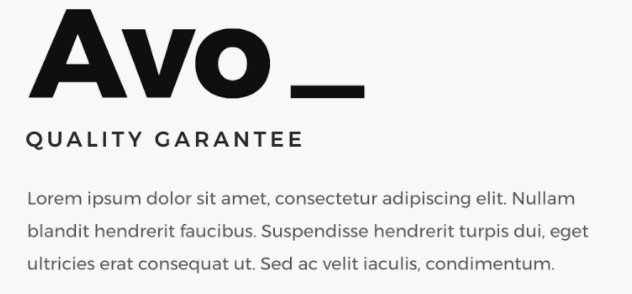 Avo_
QUALITY GARANTEE
Lorem ipsum dolor sit amet, consectetur adipiscing elit. Nullam
blandit hendrerit faucibus. Suspendisse hendrerit turpis dui, eget
ultricies erat consequat ut. Sed ac velit iaculis, condimentum.